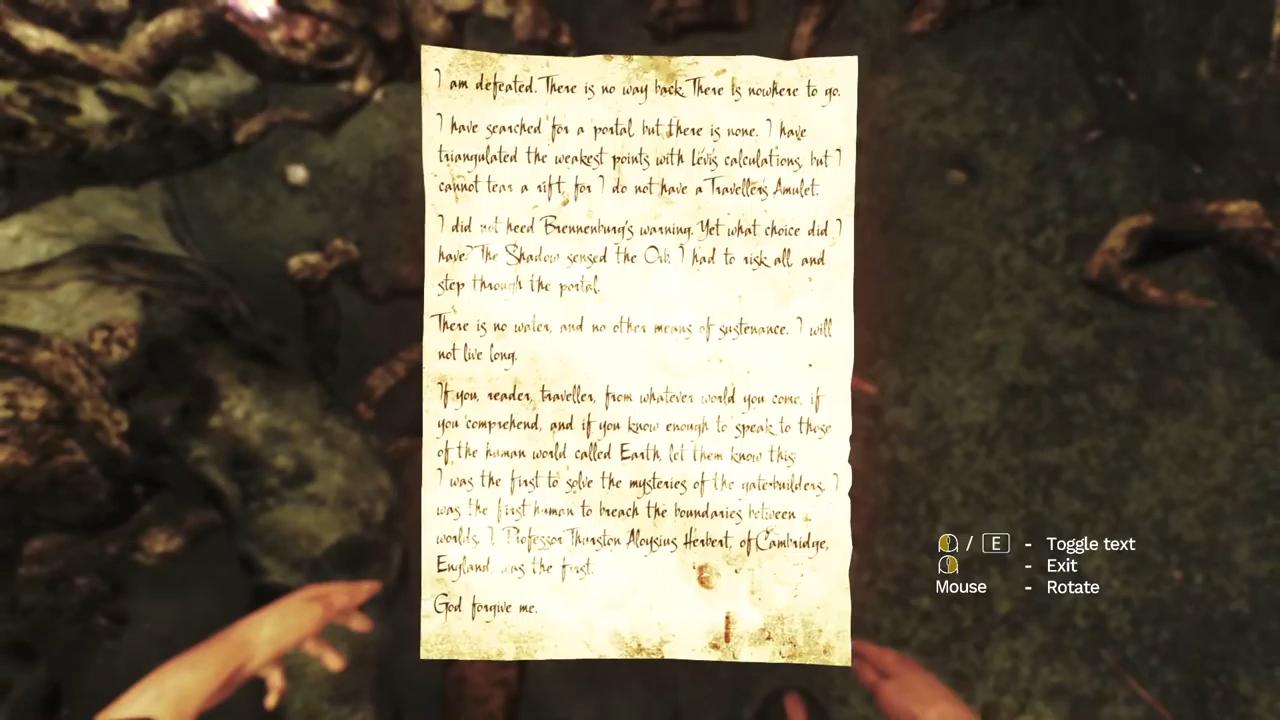 I am defeated. There is no way back. There is nowhere to go.
I have searched for a portal but there is none. I have
triangulated the weakest points with Lévi's calculations, but I
cannot tear a rift, for I do not have a Traveller's Amulet.
I did not heed Brennenburg's warning. Yet what choice did I
have? The Shadow sensed the Orb. I had to risk all and
step through the portal.
There is no water, and no other means of sustenance. I will
not live long.
If you, reader, traveller, from whatever world you come, if
you comprehend, and if you know enough to speak to those
of the human world called Earth, let them know this:
I was the first to solve the mysteries of the gate-builders. I
was the first human to breach the boundaries between
worlds. I, Professor Thurston Aloysius Herbert, of Cambridge,
England, was the first.
God forgive me.
/ E - Toggle text
- Exit
Mouse - Rotate